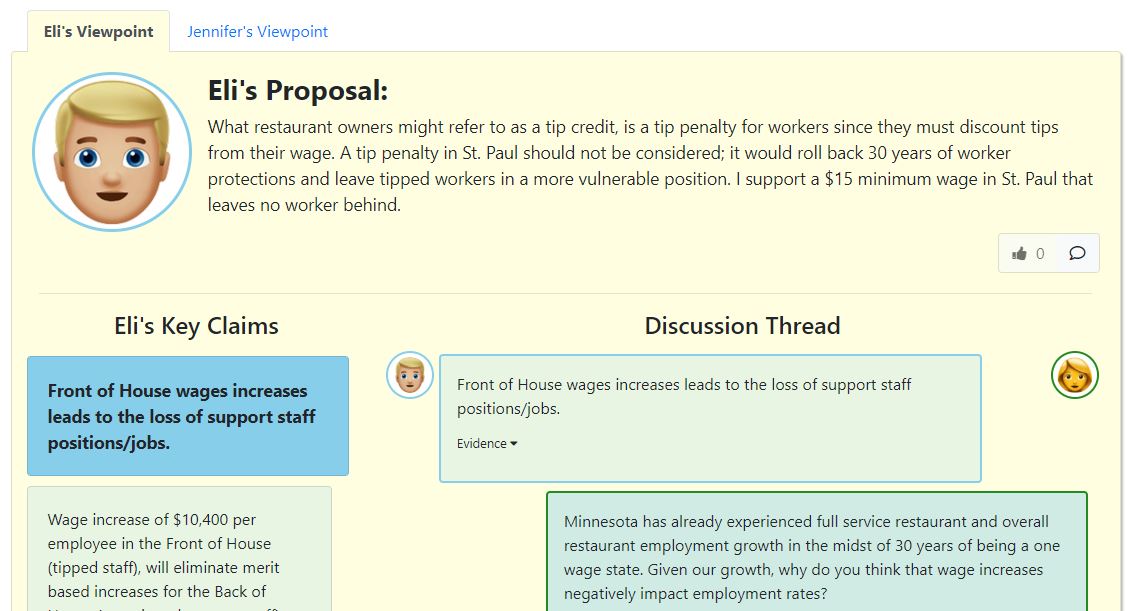 Eli's Viewpoint
Jennifer's Viewpoint
Eli's Proposal:
What restaurant owners might refer to as a tip credit, is a tip penalty for workers since they must discount tips
from their wage. A tip penalty in St. Paul should not be considered; it would roll back 30 years of worker
protections and leave tipped workers in a more vulnerable position. I support a $15 minimum wage in St. Paul that
leaves no worker behind.
0
Eli's Key Claims
Front of House wages increases
leads to the loss of support staff
positions/jobs.
Wage increase of $10,400 per
employee in the Front of House
(tipped staff), will eliminate merit
based increases for the Back of
Discussion Thread
Front of House wages increases leads to the loss of support staff
positions/jobs.
Evidence
Minnesota has already experienced full service restaurant and overall
restaurant employment growth in the midst of 30 years of being a one
wage state. Given our growth, why do you think that wage increases
negatively impact employment rates?